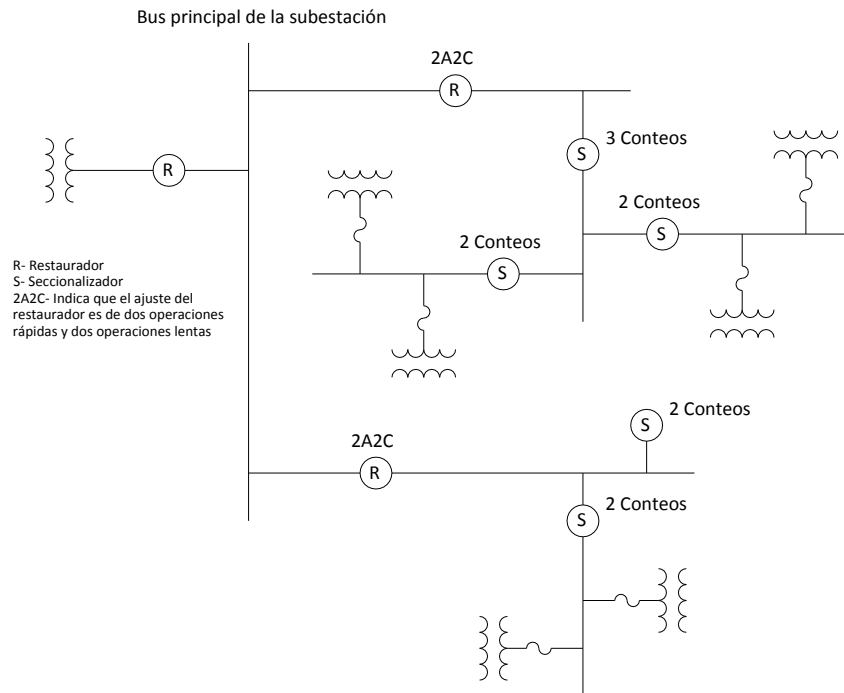 Bus principal de la subestación
2A2C
R
3 Conteos
S
R
2 Conteos
S
2 Conteos
S
R- Restaurador
S- Seccionalizador
2A2C- Indica que el ajuste del
restaurador es de dos operaciones
rápidas y dos operaciones lentas
2 Conteos
S
2A2C
R
2 Conteos
S